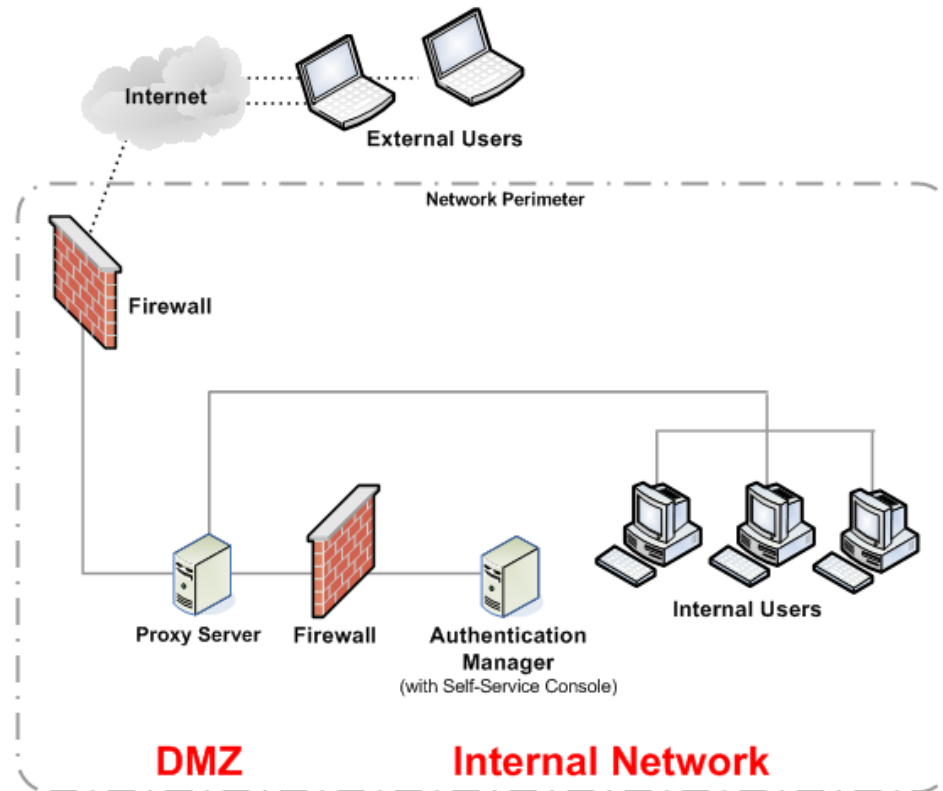 Internet
External Users
Network Perimeter
Firewall
Proxy Server
Firewall
Authentication
Manager
(with Self-Service Console)
Internal Users
DMZ
Internal Network